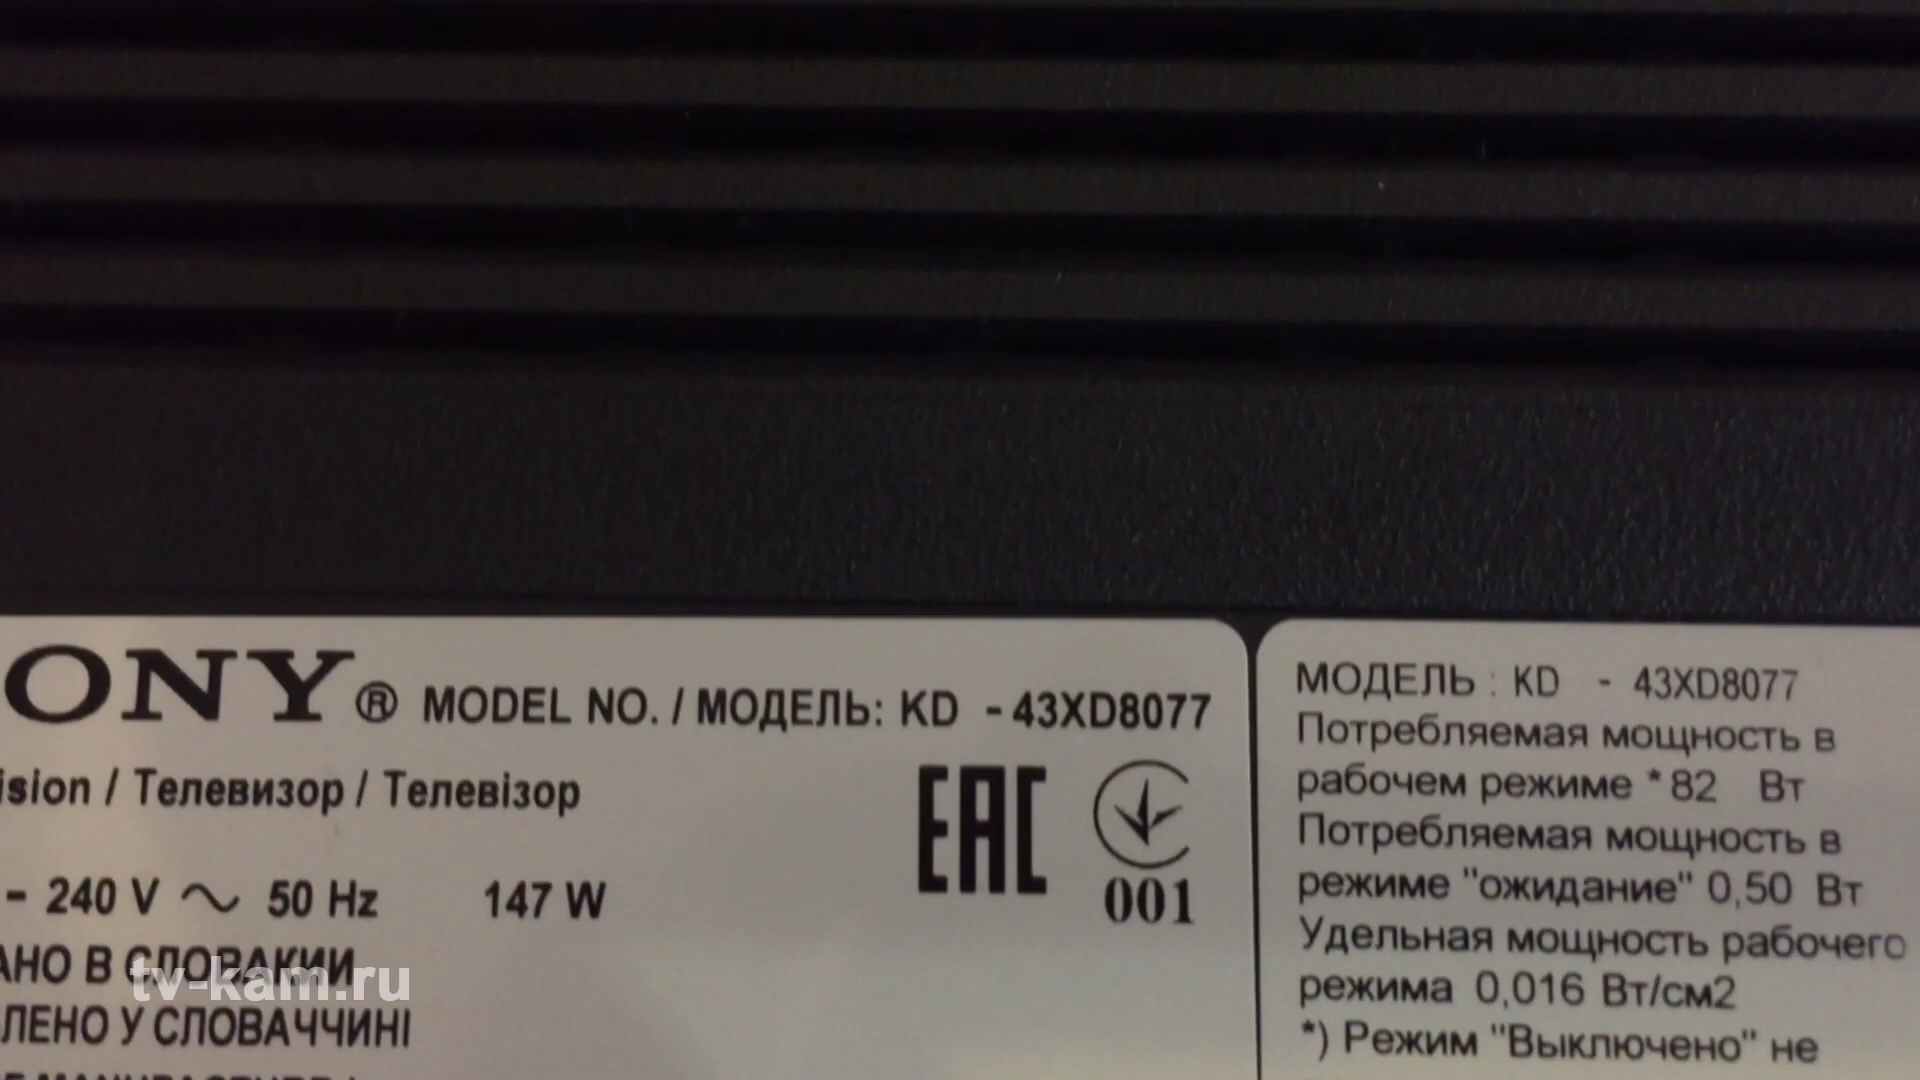 ONY® MODEL NO. / МОДЕЛЬ: KD - 43XD8077
ision / Телевизор / Телевізор
- 240 V ~ 50 Hz 147 W
EAC
001
АНО В СЛОВАКИИ
ЛЕНО У СЛОВАЧЧИНІ
МОДЕЛЬ : KD - 43XD8077
Потребляемая мощность в
рабочем режиме *82 Вт
Потребляемая мощность в
режиме "ожидание" 0,50 Вт
Удельная мощность рабочего
режима 0,016 Вт/см2
*) Режим "Выключено" не
tv-kam.ru